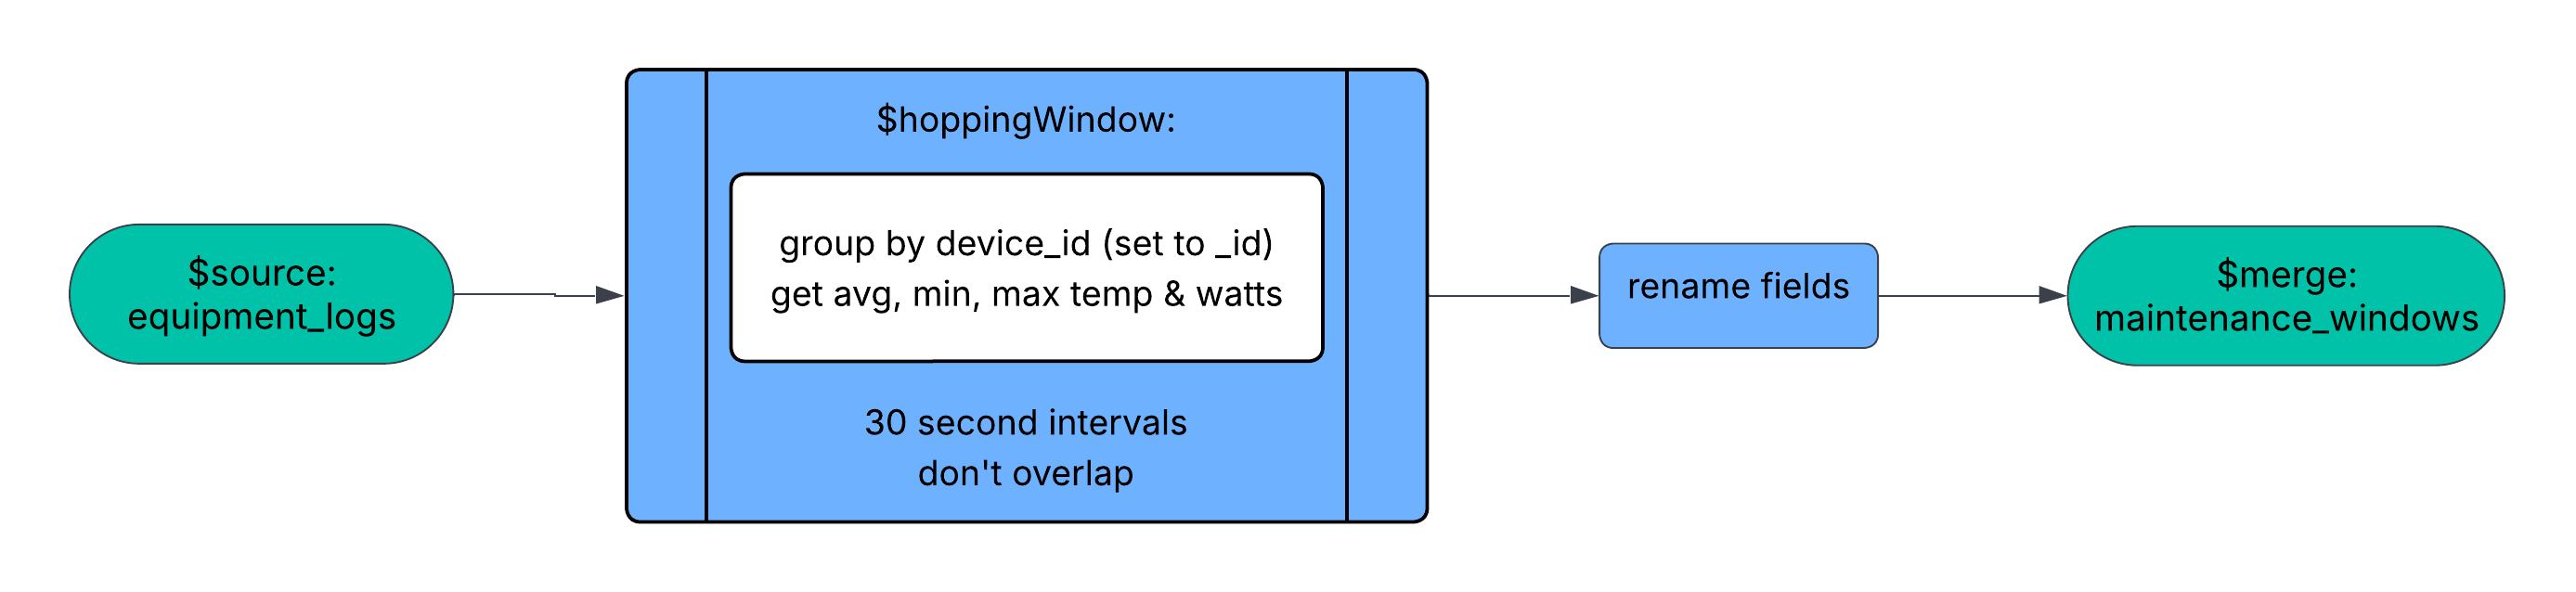 $source:
equipment_logs
$hoppingWindow:
group by device_id (set to _id)
get avg, min, max temp & watts
30 second intervals
don't overlap
rename fields
$merge:
maintenance_windows